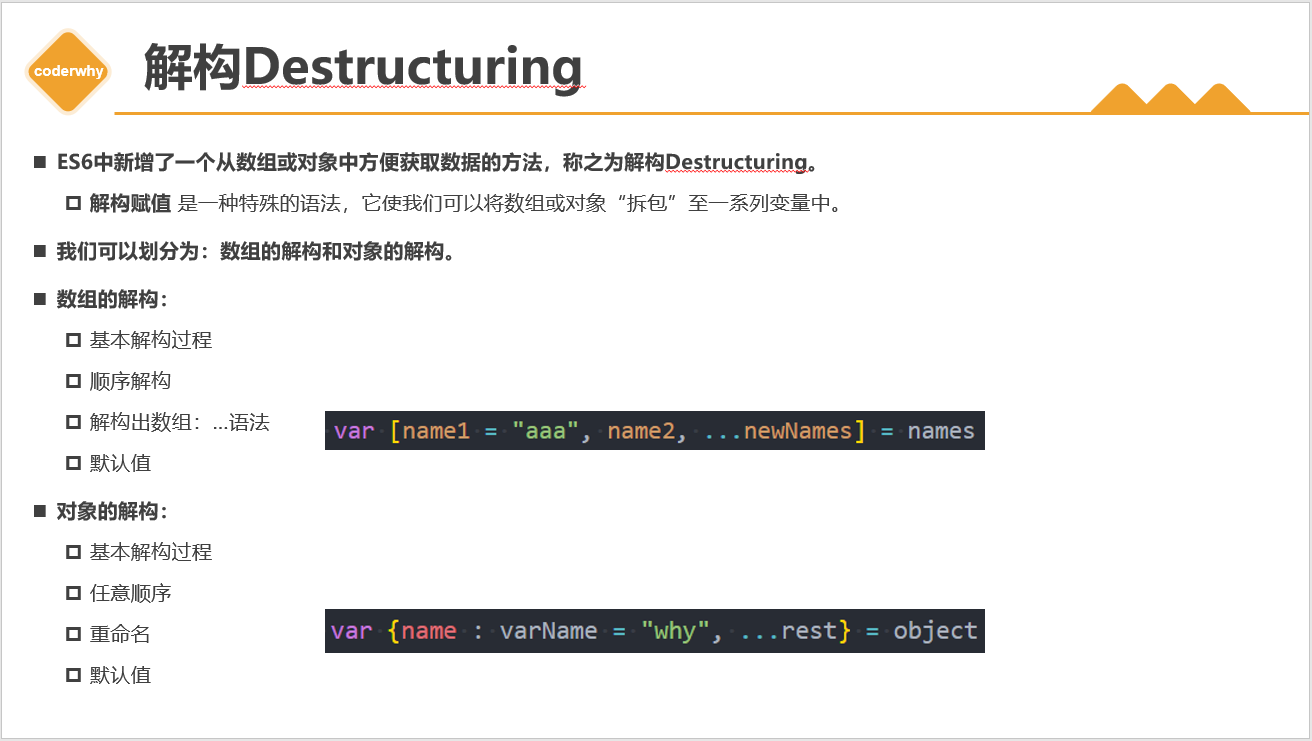 coderwhy
解构Destructuring
ES6中新增了一个从数组或对象中方便获取数据的方法，称之为解构Destructuring。
解构赋值 是一种特殊的语法，它使我们可以将数组或对象“拆包”至一系列变量中。
我们可以划分为：数组的解构和对象的解构。
数组的解构：
基本解构过程
顺序解构
解构出数组：…语法
var [name1 = "aaa", name2, ...newNames] = names
默认值
对象的解构：
基本解构过程
任意顺序
重命名
var {name : varName = "why", ...rest} = object
默认值